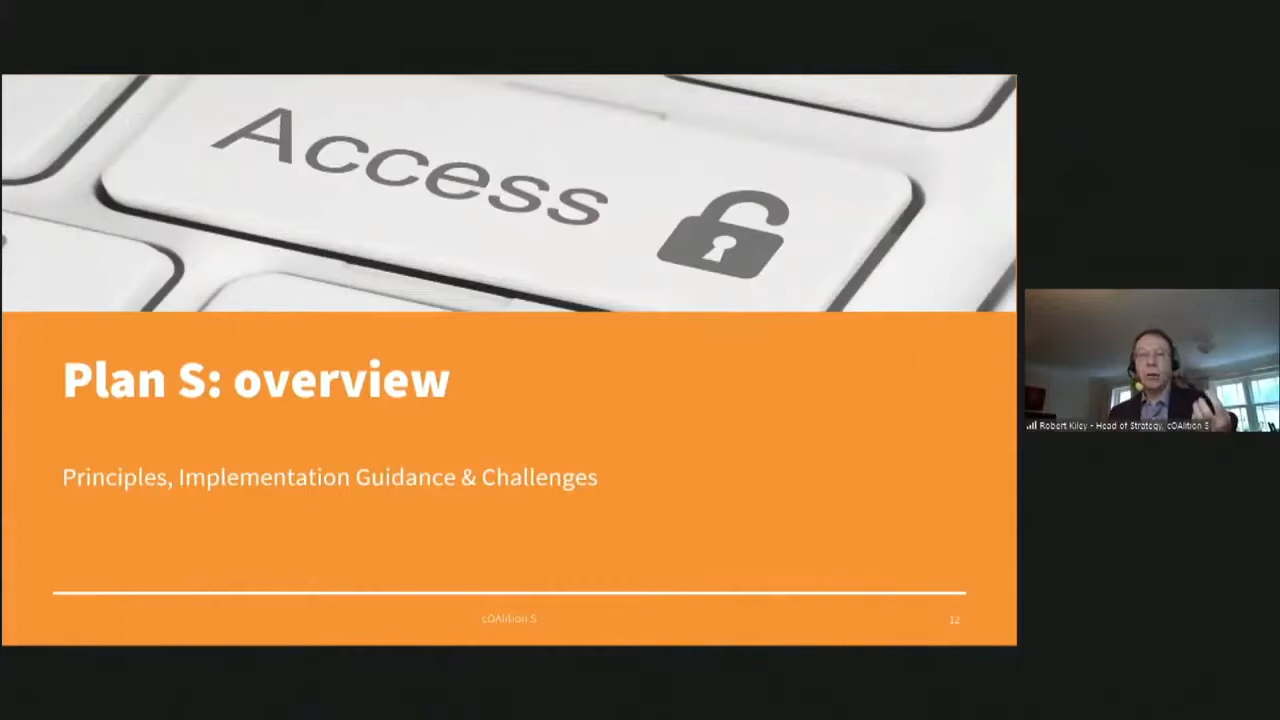 Access
Plan S: overview
Principles, Implementation Guidance & Challenges
cOAlition S
12
Robert Kiley - Head of Strategy, cOAlition S